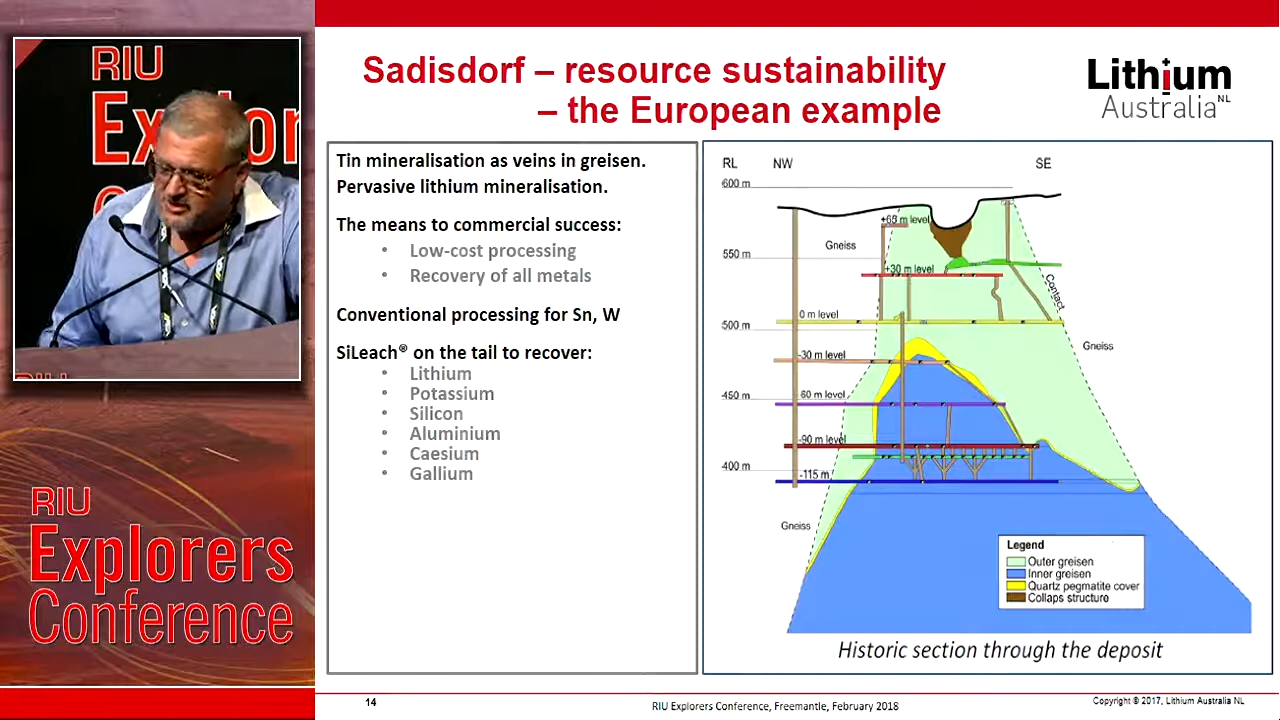 RIU
Explor
RIU
RIU
Explorers
Conference
Sadisdorf – resource sustainability
– the European example
Lithium
Australia NL
Tin mineralisation as veins in greisen.
Pervasive lithium mineralisation.
The means to commercial success:
• Low-cost processing
• Recovery of all metals
Conventional processing for Sn, W
SiLeach® on the tail to recover:
• Lithium
• Potassium
• Silicon
• Aluminium
• Caesium
• Gallium
RL NW SE
600 m
+65 m level
Gneiss
550 m
+30 m level
Contact
0 m level
500 m
Gneiss
-30 m level
60 m level
450 m
-90 m level
400 m
-115 m
Gneiss
Legend
Outer greisen
Inner greisen
Quartz pegmatite cover
Collaps structure
Historic section through the deposit
14
RIU Explorers Conference, Freemantle, February 2018
Copyright © 2017, Lithium Australia NL